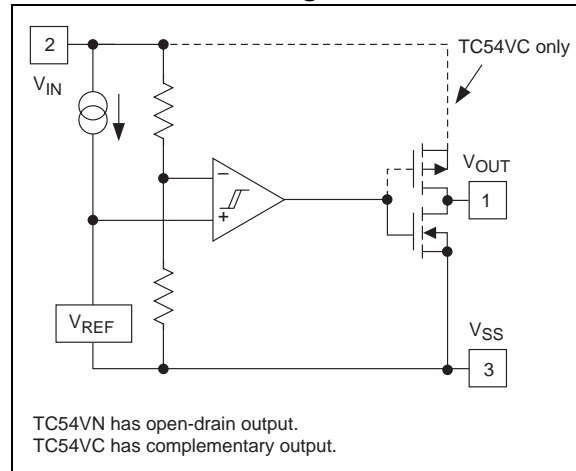 2
TC54VC only
VIN
VOUT
–
+
1
VREF
VSS
3
TC54VN has open-drain output.
TC54VC has complementary output.